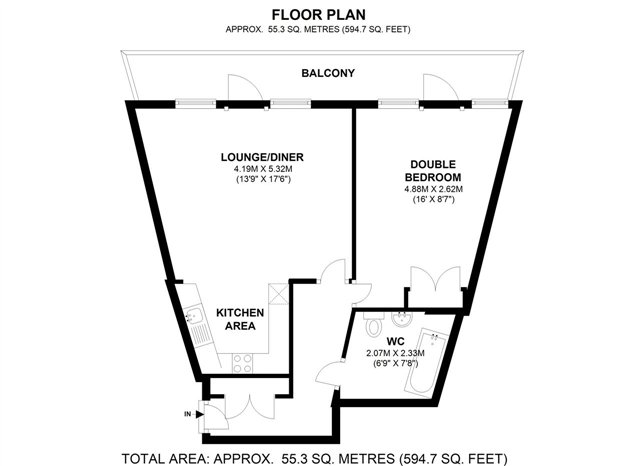 FLOOR PLAN
APPROX. 55.3 SQ. METRES (594.7 SQ. FEET)
BALCONY
LOUNGE/DINER
4.19M X 5.32M
(13'9" X 17'6")
DOUBLE
BEDROOM
4.88M X 2.62M
(16' X 8'7")
KITCHEN
AREA
WC
2.07M X 2.33M
(6'9" X 7'8")
IN
TOTAL AREA: APPROX. 55.3 SQ. METRES (594.7 SQ. FEET)